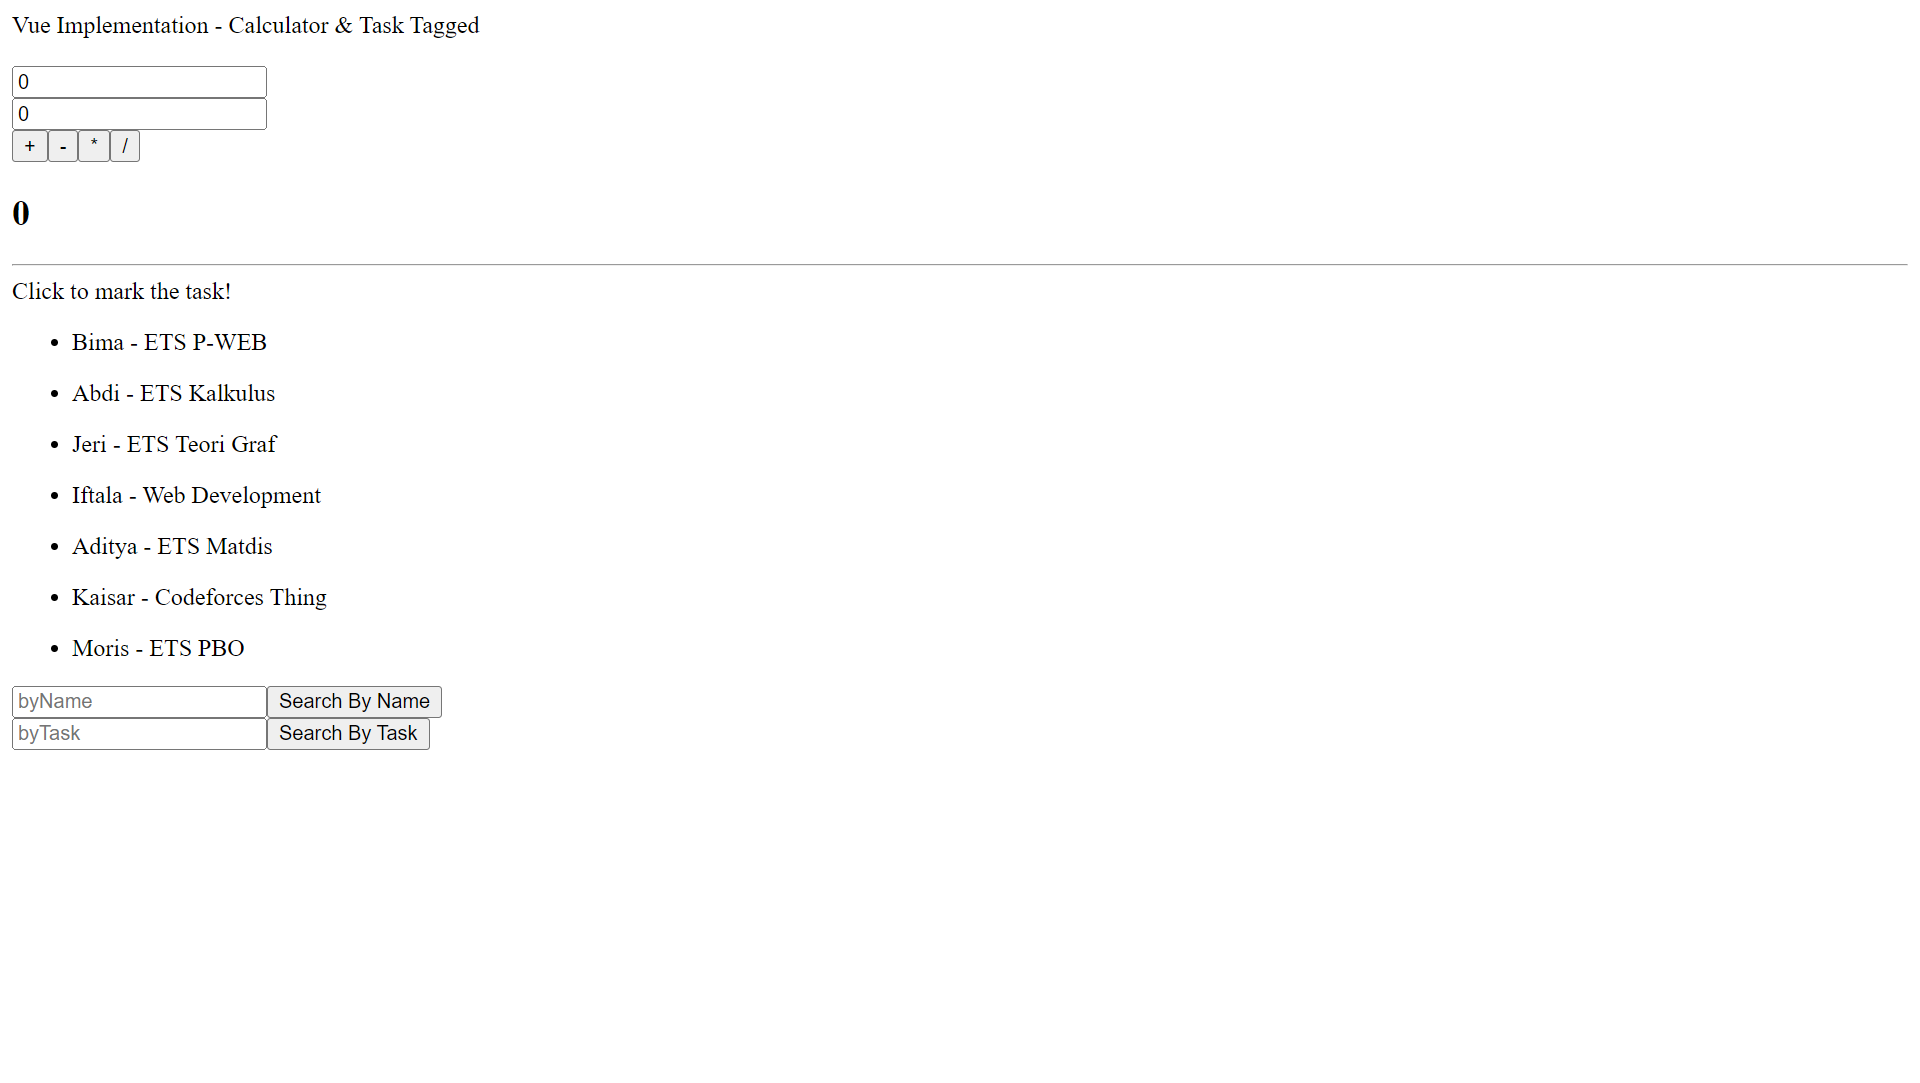 Vue Implementation - Calculator & Task Tagged
0
0
+ - * /
0
Click to mark the task!
• Bima - ETS P-WEB
• Abdi - ETS Kalkulus
• Jeri - ETS Teori Graf
• Iftala - Web Development
• Aditya - ETS Matdis
• Kaisar - Codeforces Thing
• Moris - ETS PBO
byName Search By Name
byTask Search By Task